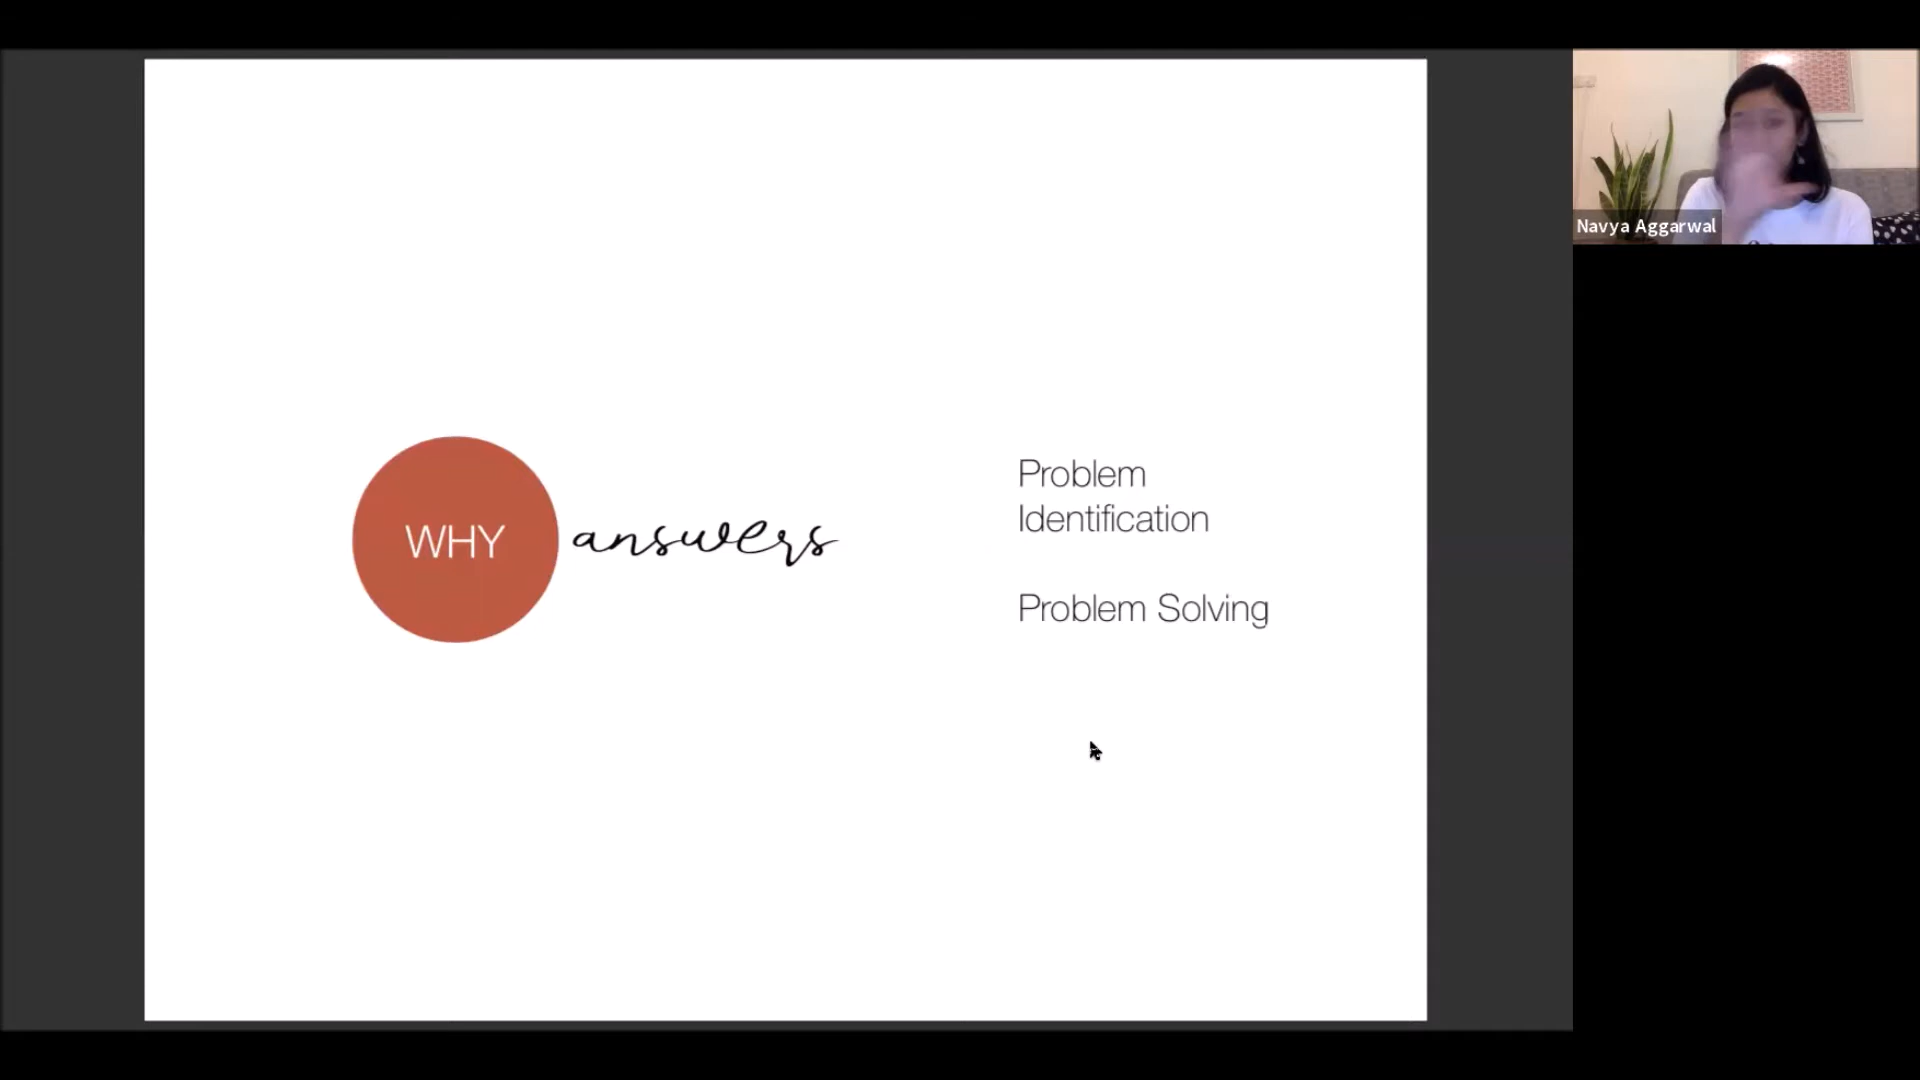 WHY answers
Problem
Identification
Problem Solving
Navya Aggarwal